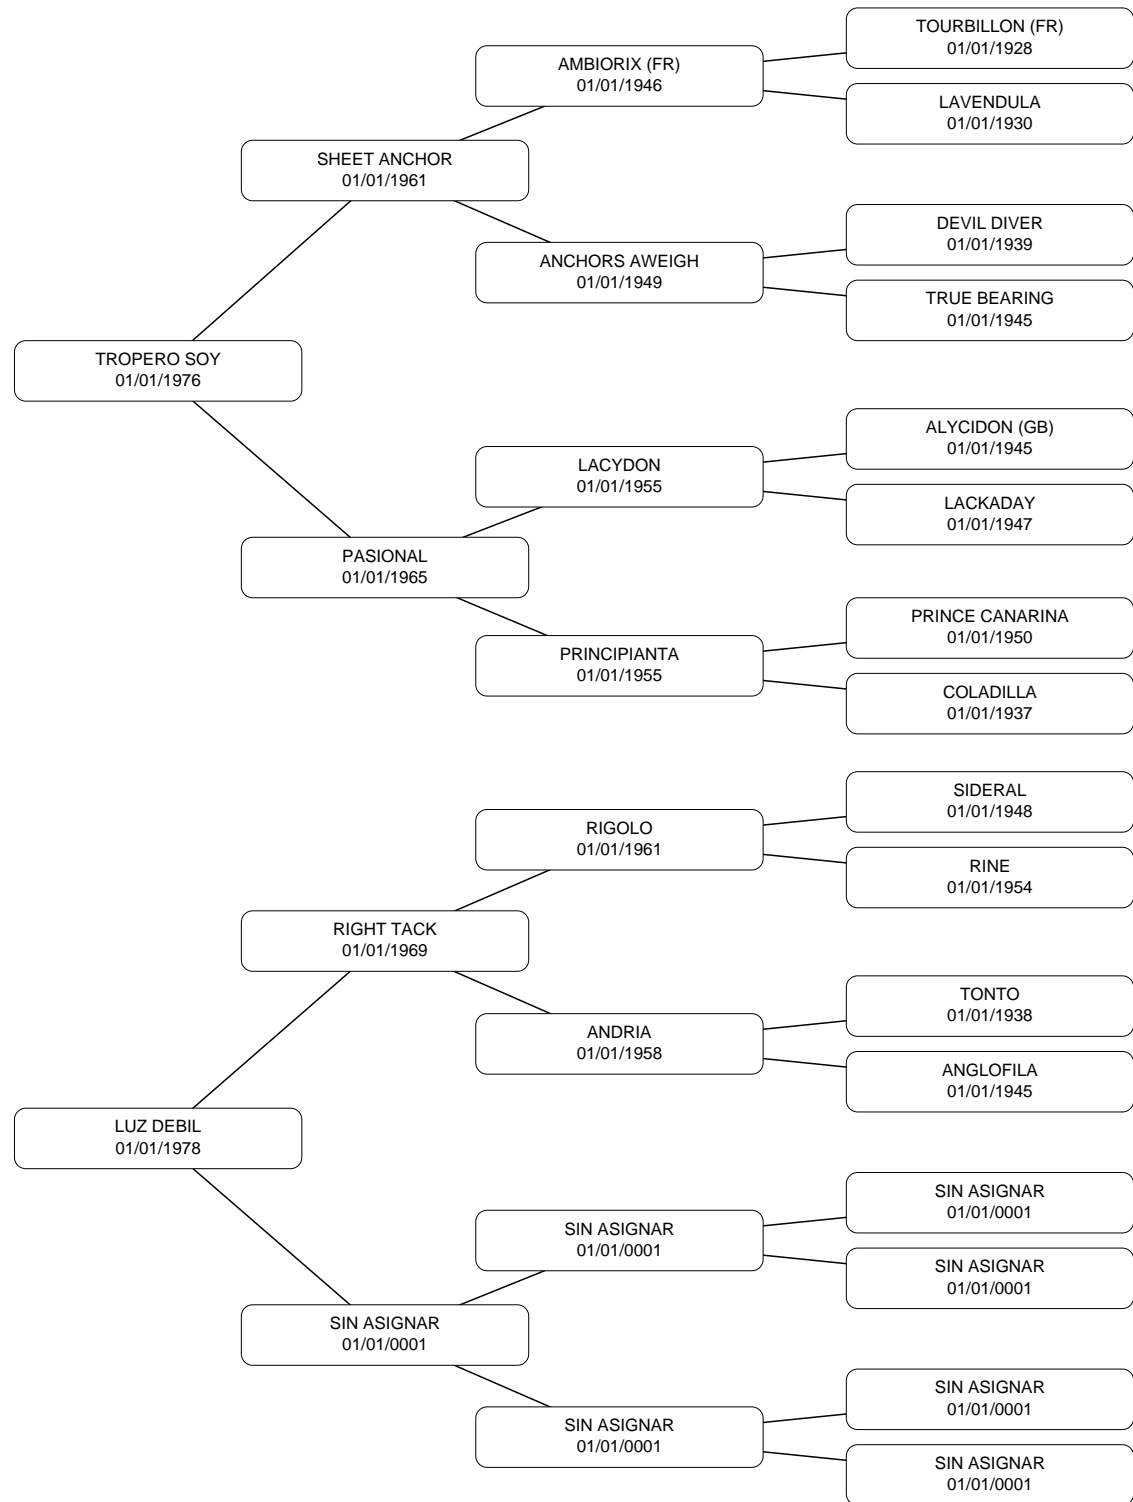 TOURBILLON (FR)
01/01/1928
AMBIORIX (FR)
01/01/1946
LAVENDULA
01/01/1930
SHEET ANCHOR
01/01/1961
DEVIL DIVER
01/01/1939
ANCHORS AWEIGH
01/01/1949
TRUE BEARING
01/01/1945
TROPERO SOY
01/01/1976
ALYCIDON (GB)
01/01/1945
LACYDON
01/01/1955
LACKADAY
01/01/1947
PASIONAL
01/01/1965
PRINCE CANARINA
01/01/1950
PRINCIPIANTA
01/01/1955
COLADILLA
01/01/1937
SIDERAL
01/01/1948
RIGOLO
01/01/1961
RINE
01/01/1954
RIGHT TACK
01/01/1969
TONTO
01/01/1938
ANDRIA
01/01/1958
ANGLOFILA
01/01/1945
LUZ DEBIL
01/01/1978
SIN ASIGNAR
01/01/0001
SIN ASIGNAR
01/01/0001
SIN ASIGNAR
01/01/0001
SIN ASIGNAR
01/01/0001
SIN ASIGNAR
01/01/0001
SIN ASIGNAR
01/01/0001
SIN ASIGNAR
01/01/0001